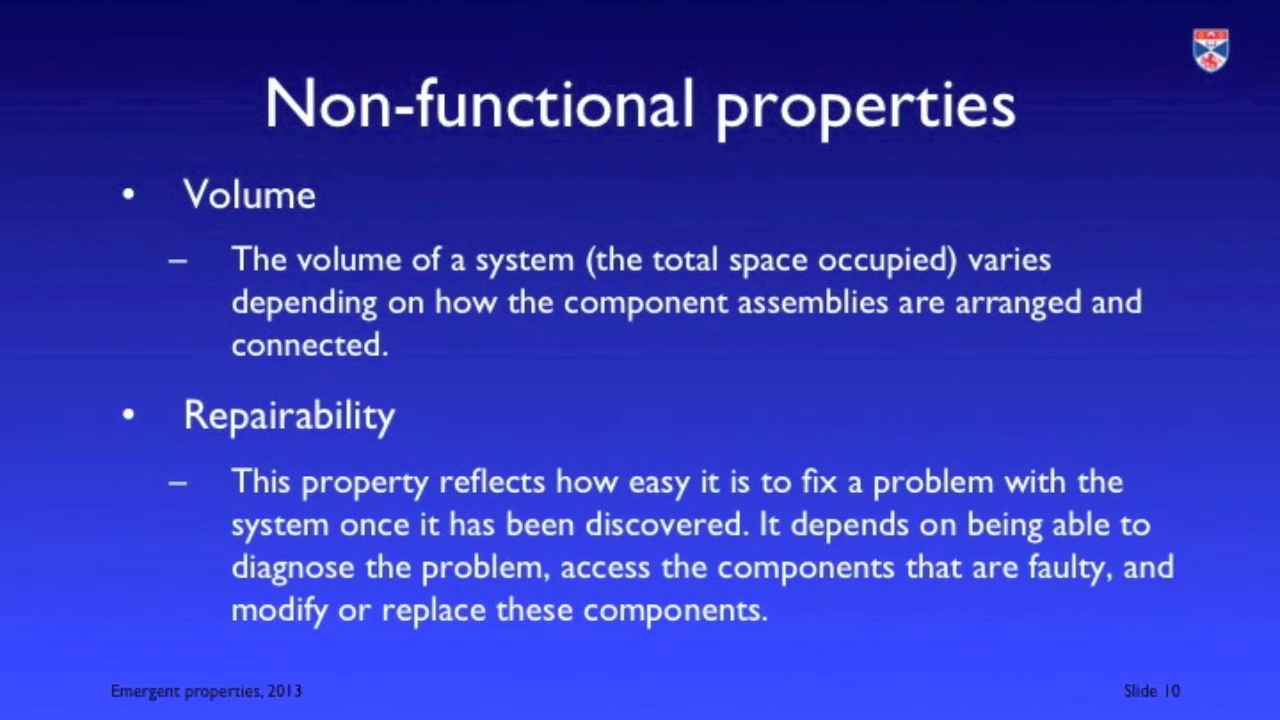 Non-functional properties
• Volume
– The volume of a system (the total space occupied) varies
depending on how the component assemblies are arranged and
connected.
• Repairability
– This property reflects how easy it is to fix a problem with the
system once it has been discovered. It depends on being able to
diagnose the problem, access the components that are faulty, and
modify or replace these components.
Emergent properties, 2013
Slide 10